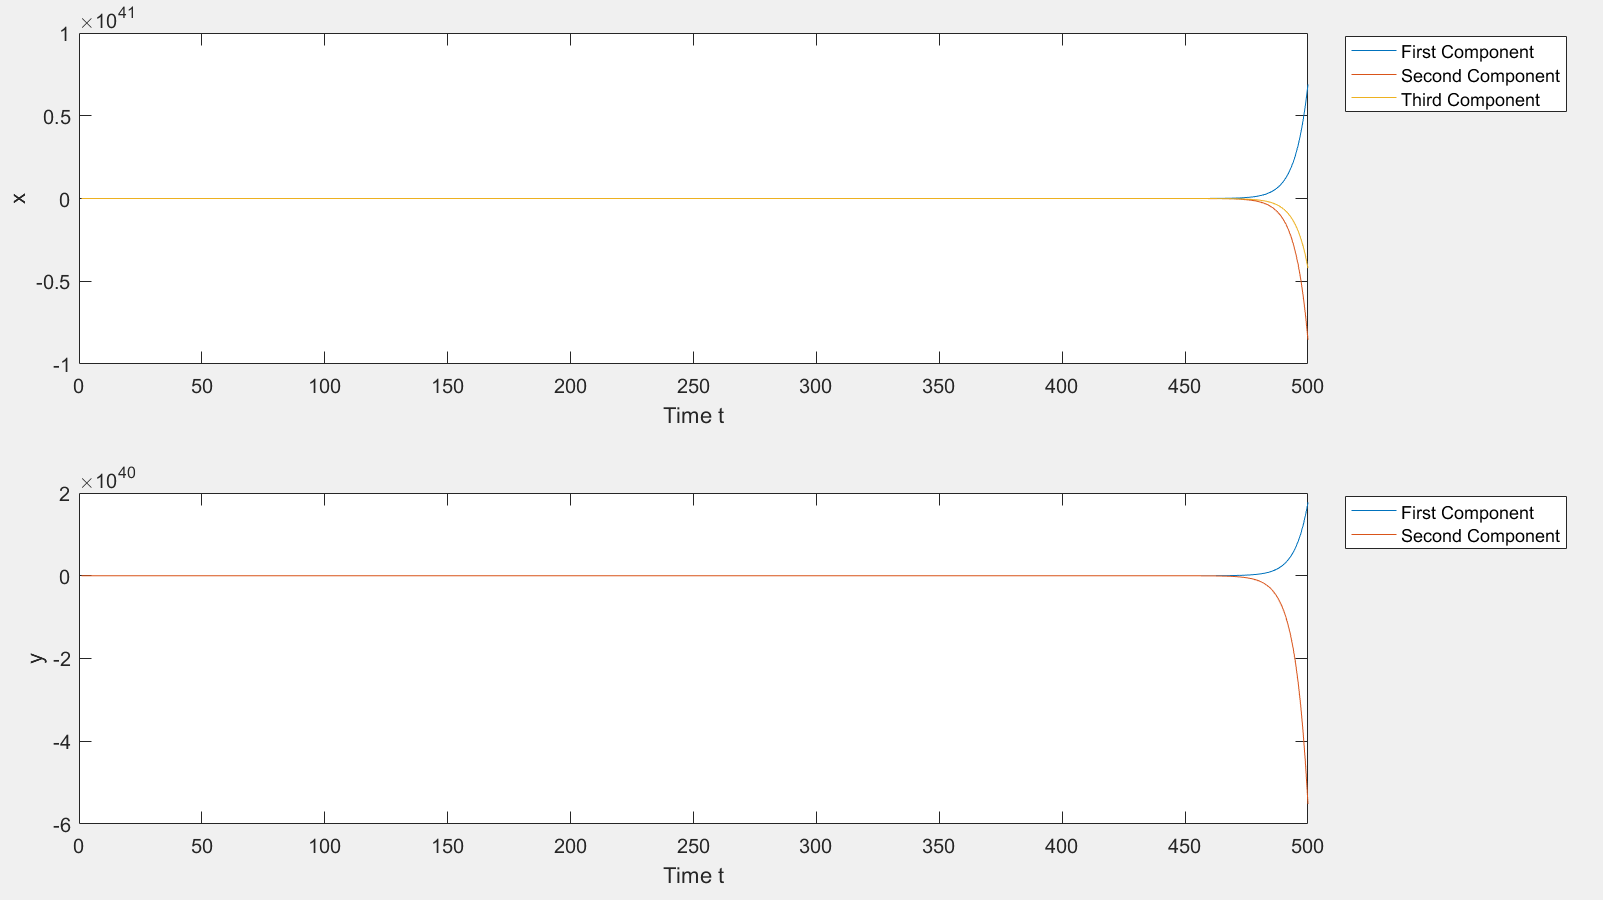 ×10^41
1
0.5
0
-0.5
-1
x
0 50 100 150 200 250 300 350 400 450 500
Time t
First Component
Second Component
Third Component
×10^40
2
0
-2
-4
-6
y
0 50 100 150 200 250 300 350 400 450 500
Time t
First Component
Second Component